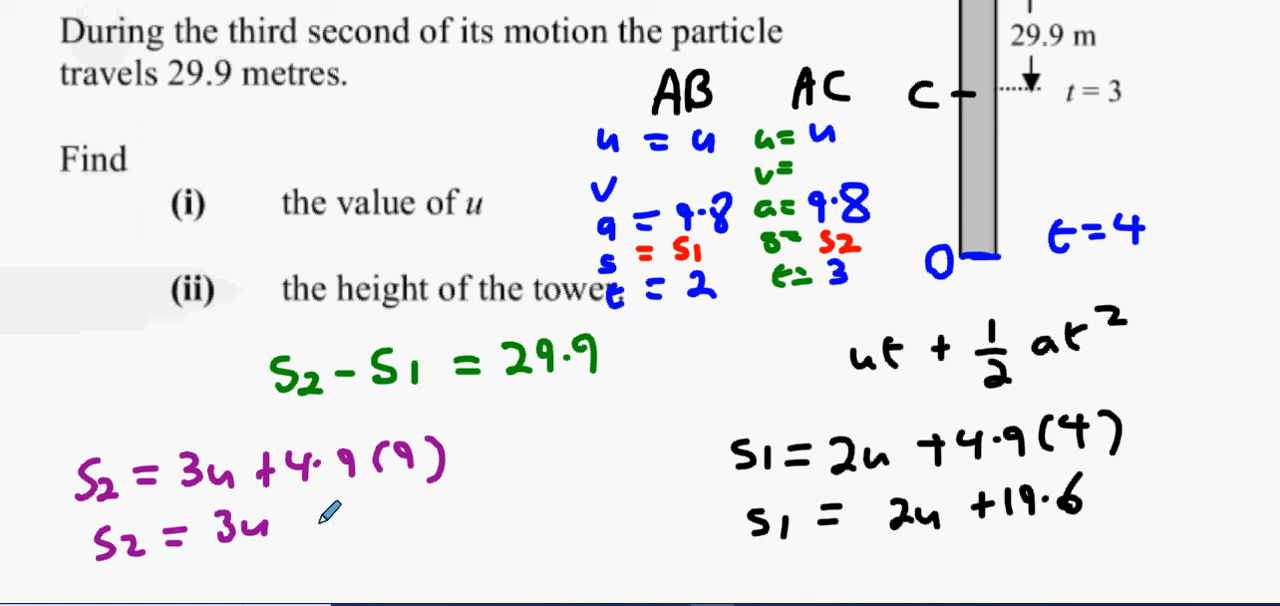 During the third second of its motion the particle
travels 29.9 metres.
29.9 m
t = 3
AB
AC
C
u = u
v
a = 9.8
s = S1
t = 2
u = u
v =
a = 9.8
s = S2
t = 3
Find
(i) the value of u
(ii) the height of the tower.
O
t = 4
S2 - S1 = 29.9
ut + 1/2 at²
S2 = 3u + 4.9(9)
S2 = 3u
S1 = 2u + 4.9(4)
S1 = 2u + 19.6